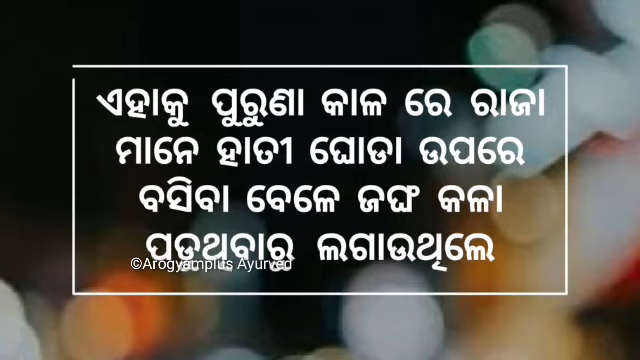 ଏହାକୁ ପୁରୁଣା କାଳ ରେ ରାଜା
ମାନେ ହାତୀ ଘୋଡା ଉପରେ
ବସିବା ବେଳେ ଜଙ୍ଘ କଳା
ପଡୁଥିବାରୁ ଲଗାଉଥିଲେ
©Arogyamplus Ayurved